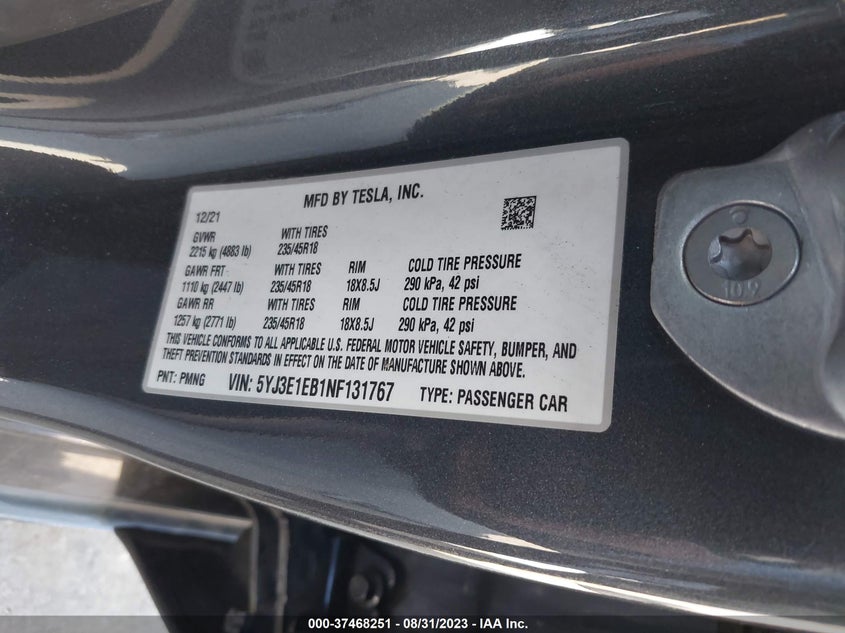 MFD BY TESLA, INC.
12/21
GVWR WITH TIRES
2215 kg (4883 lb) 235/45R18
GAWR FRT WITH TIRES RIM COLD TIRE PRESSURE
1110 kg (2447 lb) 235/45R18 18X8.5J 290 kPa, 42 psi
GAWR RR WITH TIRES RIM COLD TIRE PRESSURE
1257 kg (2771 lb) 235/45R18 18X8.5J 290 kPa, 42 psi
THIS VEHICLE CONFORMS TO ALL APPLICABLE U.S. FEDERAL MOTOR VEHICLE SAFETY, BUMPER, AND
THEFT PREVENTION STANDARDS IN EFFECT ON THE DATE OF MANUFACTURE SHOWN ABOVE.
PNT: PMNG VIN: 5YJ3E1EB1NF131767 TYPE: PASSENGER CAR
10.9
000-37468251 - 08/31/2023 - IAA Inc.